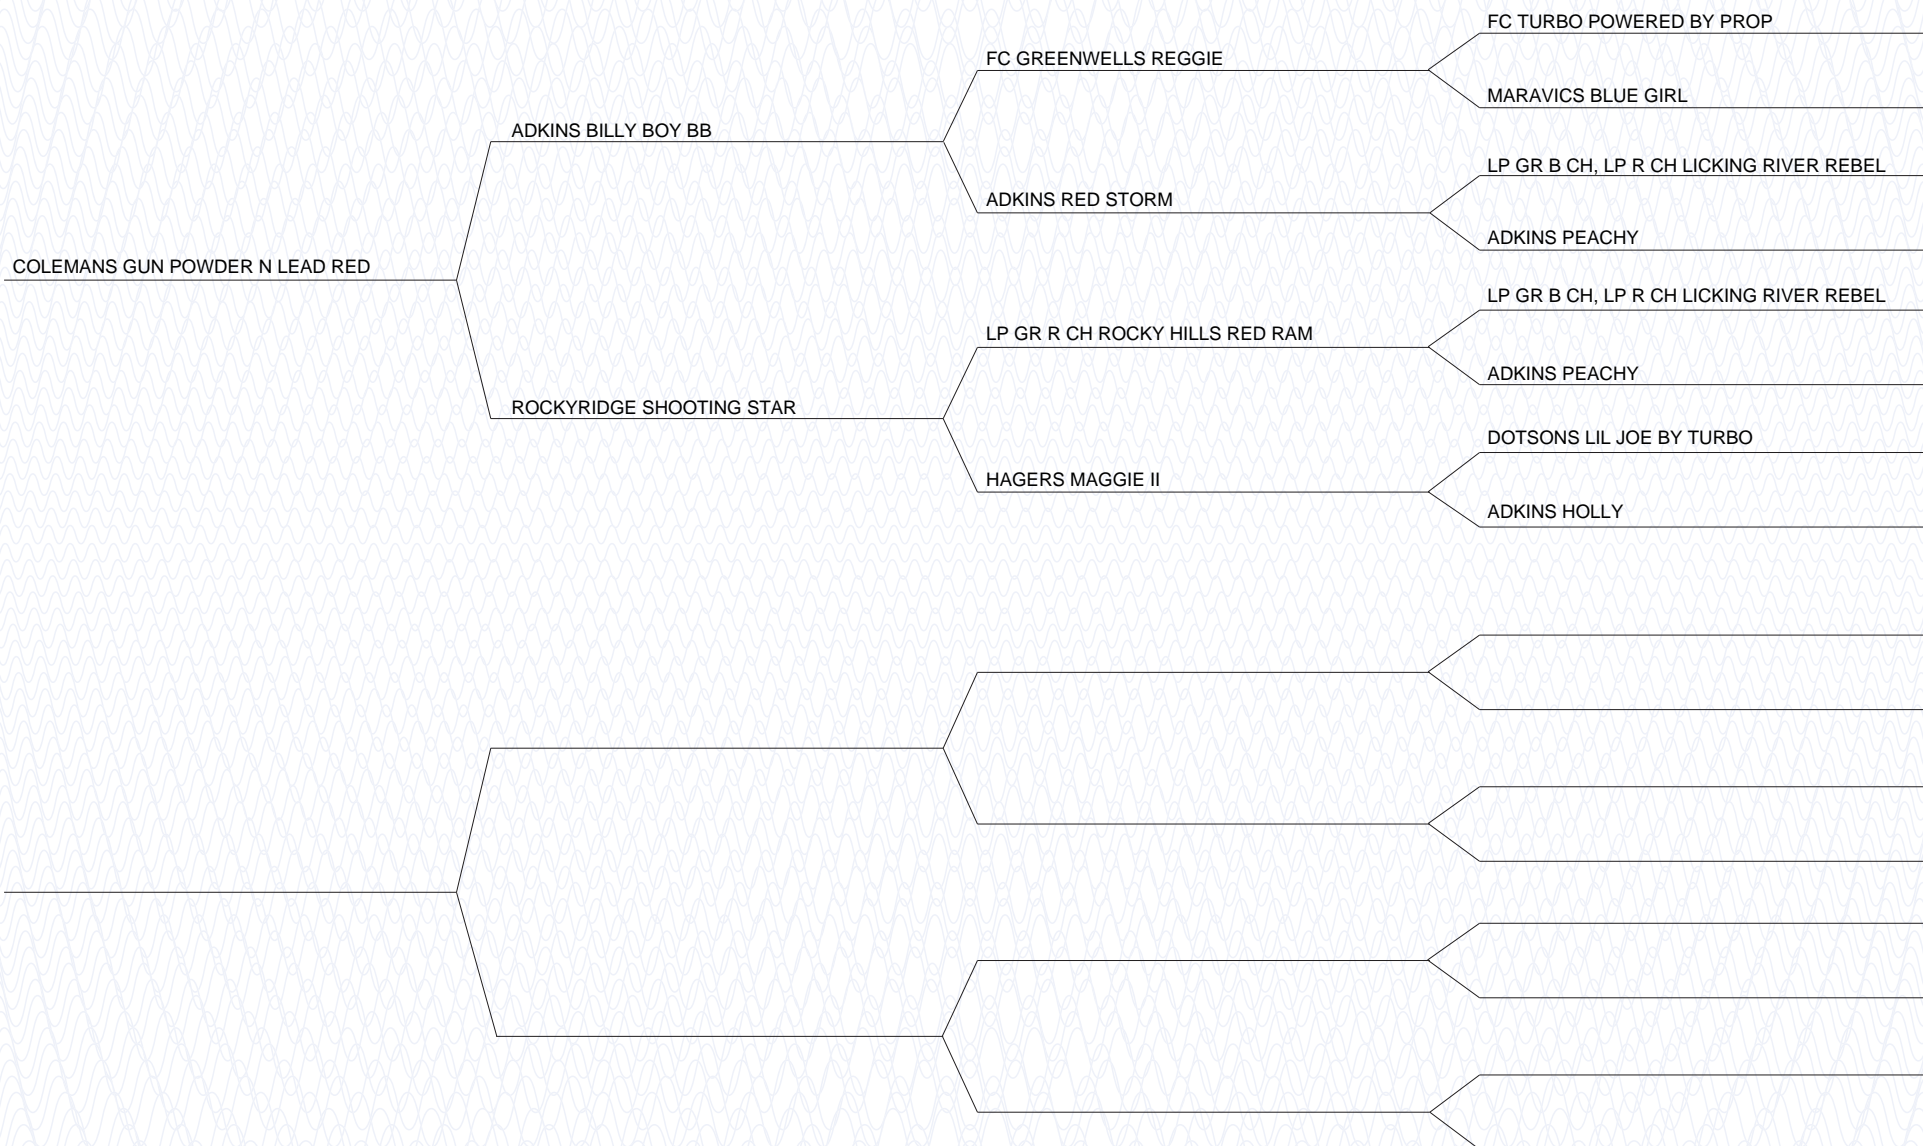 FC TURBO POWERED BY PROP
FC GREENWELLS REGGIE
MARAVICS BLUE GIRL
ADKINS BILLY BOY BB
LP GR B CH, LP R CH LICKING RIVER REBEL
ADKINS RED STORM
ADKINS PEACHY
COLEMANS GUN POWDER N LEAD RED
LP GR B CH, LP R CH LICKING RIVER REBEL
LP GR R CH ROCKY HILLS RED RAM
ADKINS PEACHY
ROCKYRIDGE SHOOTING STAR
DOTSONS LIL JOE BY TURBO
HAGERS MAGGIE II
ADKINS HOLLY